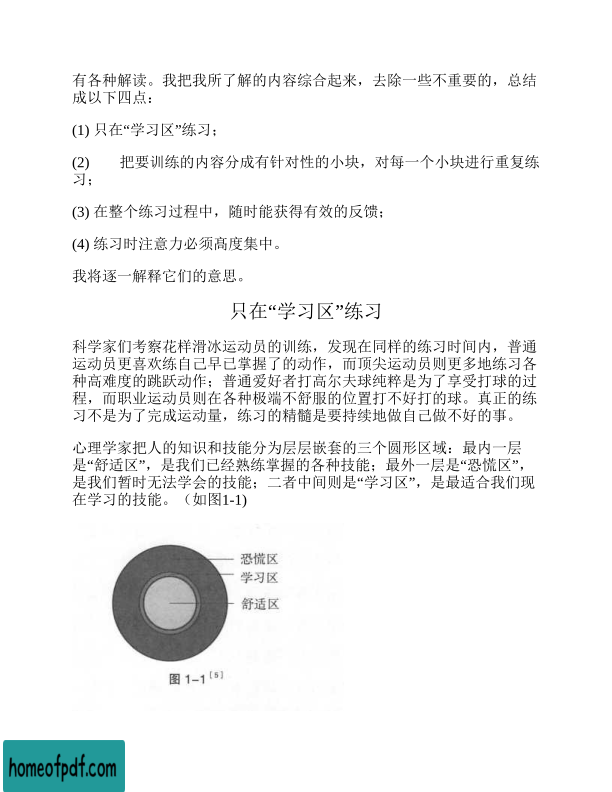 有各种解读。我把我所了解的内容综合起来，去除一些不重要的，总结
成以下四点：
(1) 只在“学习区”练习；
(2) 把要训练的内容分成有针对性的小块，对每一个小块进行重复练
习；
(3) 在整个练习过程中，随时能获得有效的反馈；
(4) 练习时注意力必须高度集中。
我将逐一解释它们的意思。
只在“学习区”练习
科学家们考察花样滑冰运动员的训练，发现在同样的练习时间内，普通
运动员更喜欢练自己早已掌握了的动作，而顶尖运动员则更多地练习各
种高难度的跳跃动作；普通爱好者打高尔夫球纯粹是为了享受打球的过
程，而职业运动员则在各种极端不舒服的位置打不好打的球。真正的练
习不是为了完成运动量，练习的精髓是要持续地做自己做不好的事。
心理学家把人的知识和技能分为层层嵌套的三个圆形区域：最内一层
是“舒适区”，是我们已经熟练掌握的各种技能；最外一层是“恐慌区”，
是我们暂时无法学会的技能；二者中间则是“学习区”，是最适合我们现
在学习的技能。（如图1-1)
恐慌区
学习区
舒适区
图 1-1[5]
homeofpdf.com